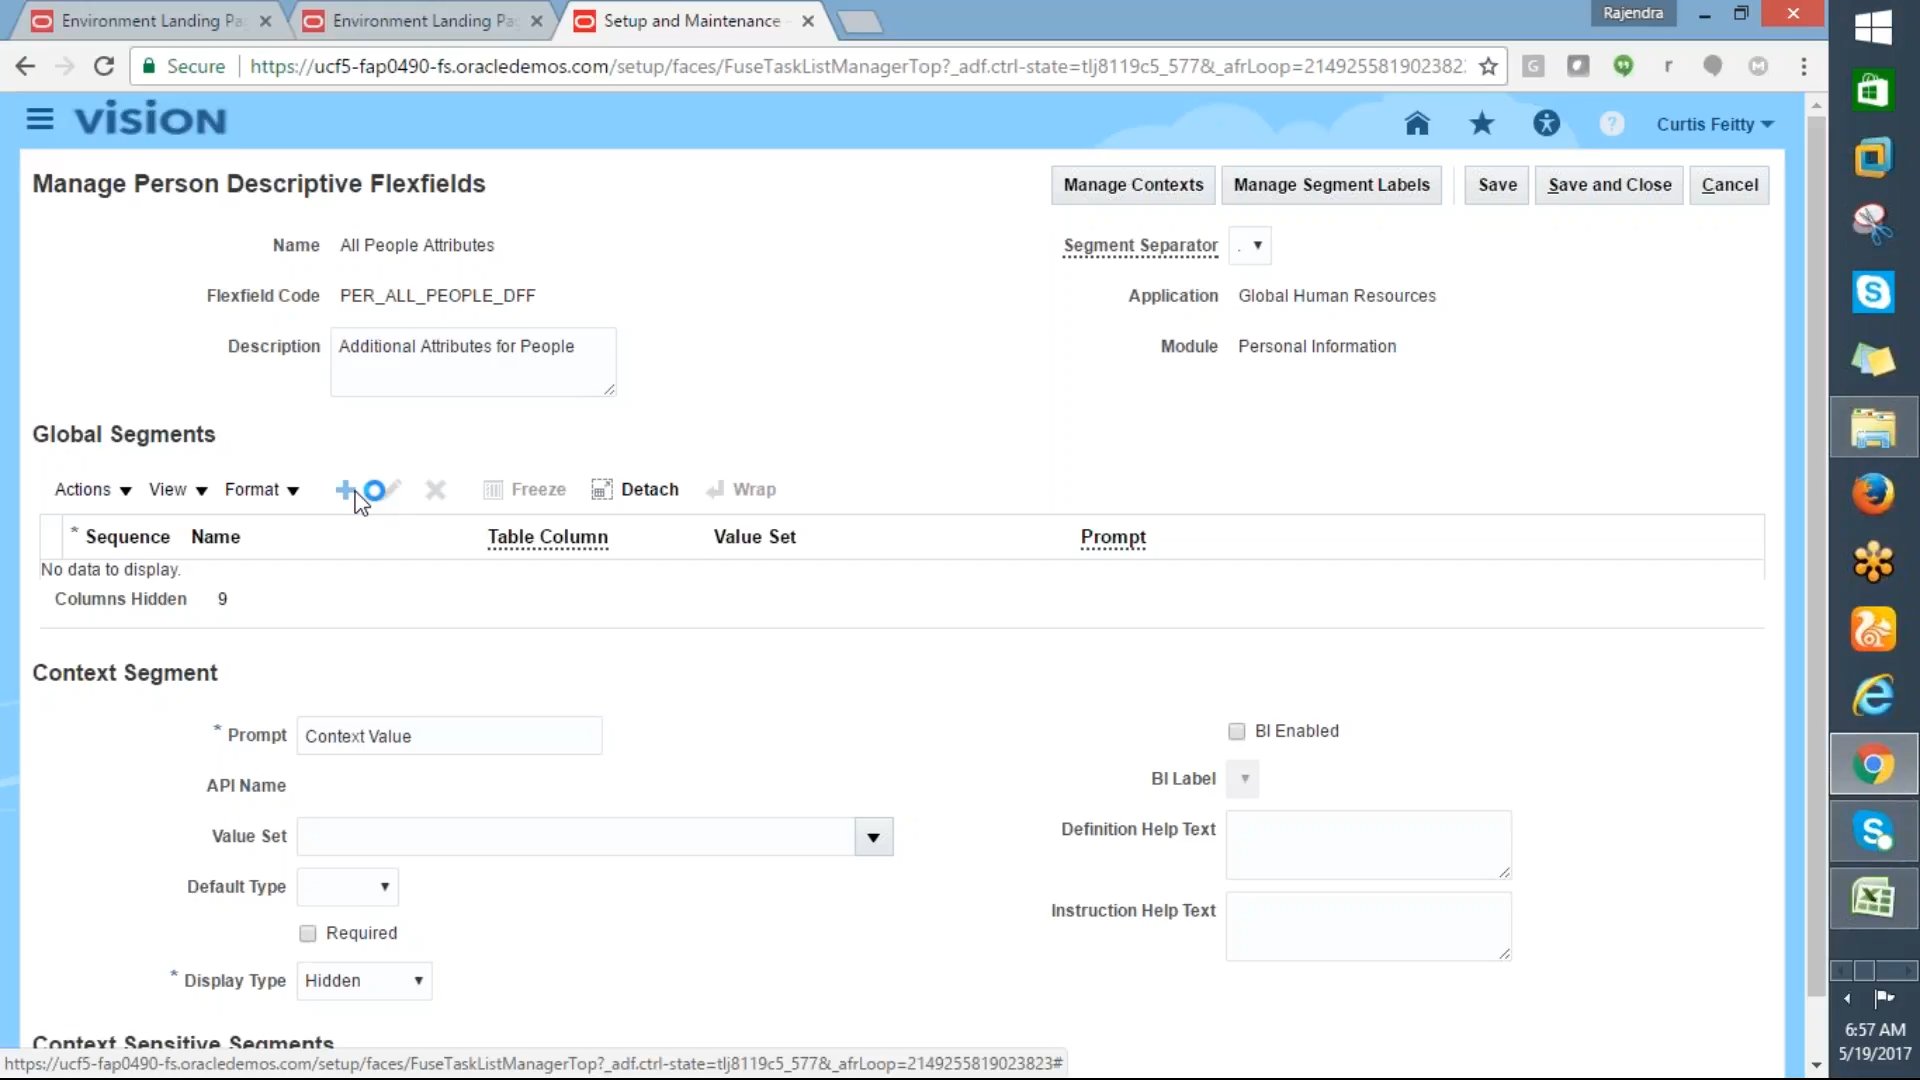 Environment Landing Pa
Environment Landing Pa
Setup and Maintenance
Rajendra
Secure
https://ucf5-fap0490-fs.oracledemos.com/setup/faces/FuseTaskListManagerTop?_adf.ctrl-state=tlj8119c5_577&_afrLoop=2149255819023823
vision
Curtis Feitty
Manage Person Descriptive Flexfields
Manage Contexts
Manage Segment Labels
Save
Save and Close
Cancel
Name All People Attributes
Segment Separator .
Flexfield Code PER_ALL_PEOPLE_DFF
Application Global Human Resources
Description Additional Attributes for People
Module Personal Information
Global Segments
Actions View Format Freeze Detach Wrap
* Sequence Name Table Column Value Set Prompt
No data to display.
Columns Hidden 9
Context Segment
* Prompt Context Value
BI Enabled
API Name
BI Label
Value Set
Definition Help Text
Default Type
Instruction Help Text
Required
* Display Type Hidden
Context Sensitive Segments
https://ucf5-fap0490-fs.oracledemos.com/setup/faces/FuseTaskListManagerTop?_adf.ctrl-state=tlj8119c5_577&_afrLoop=2149255819023823#
6:57 AM
5/19/2017